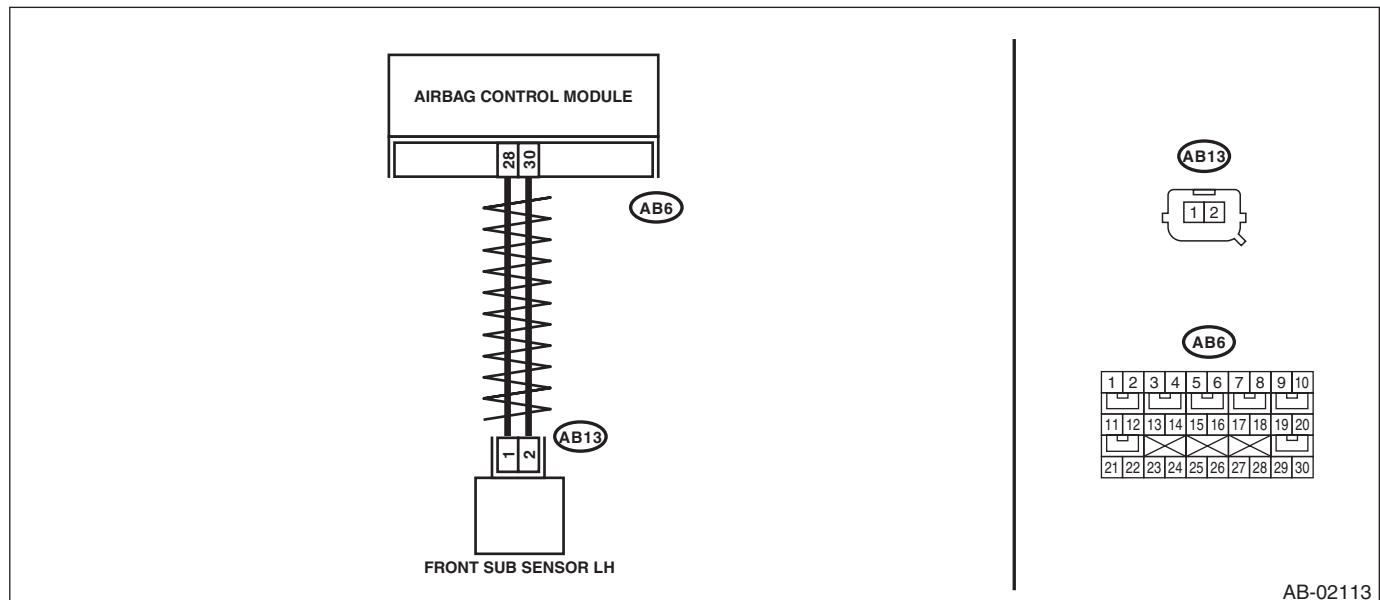 AIRBAG CONTROL MODULE
28 30
AB6
AB13
1 2
FRONT SUB SENSOR LH
AB13
1 2
AB6
1 2 3 4 5 6 7 8 9 10
11 12 13 14 15 16 17 18 19 20
21 22 23 24 25 26 27 28 29 30
AB-02113